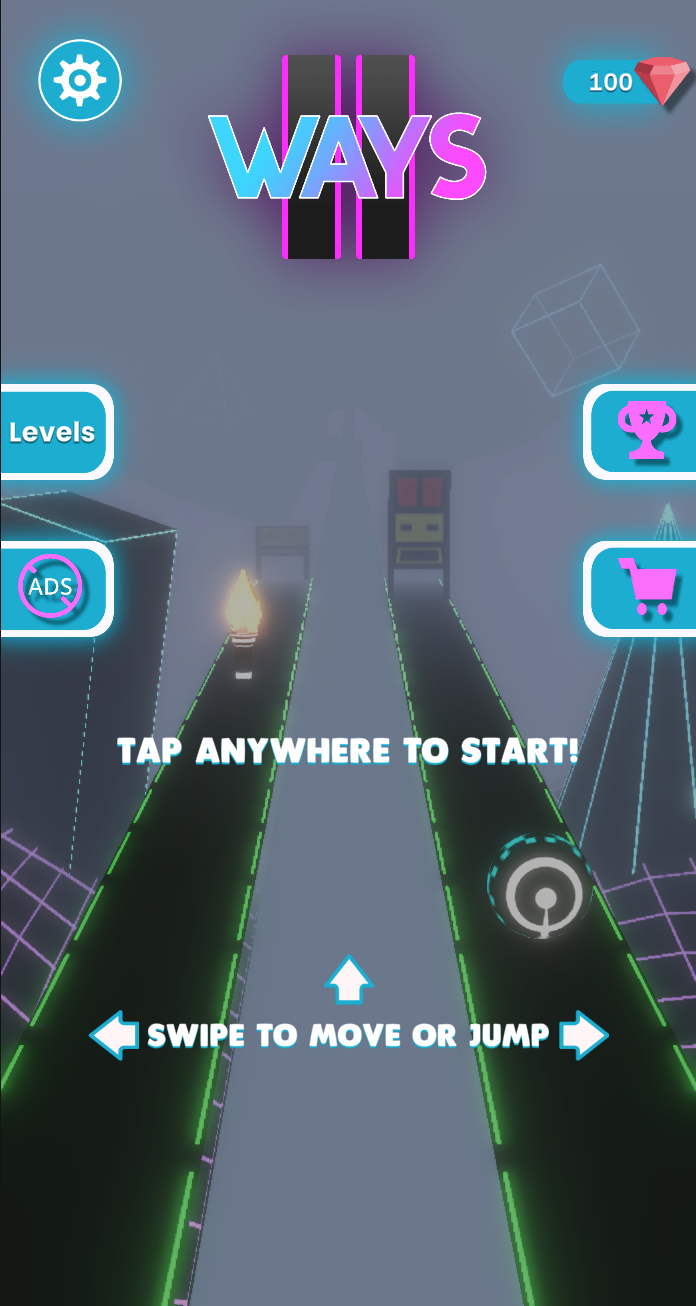 100
WAYS
Levels
ADS
TAP ANYWHERE TO START!
SWIPE TO MOVE OR JUMP